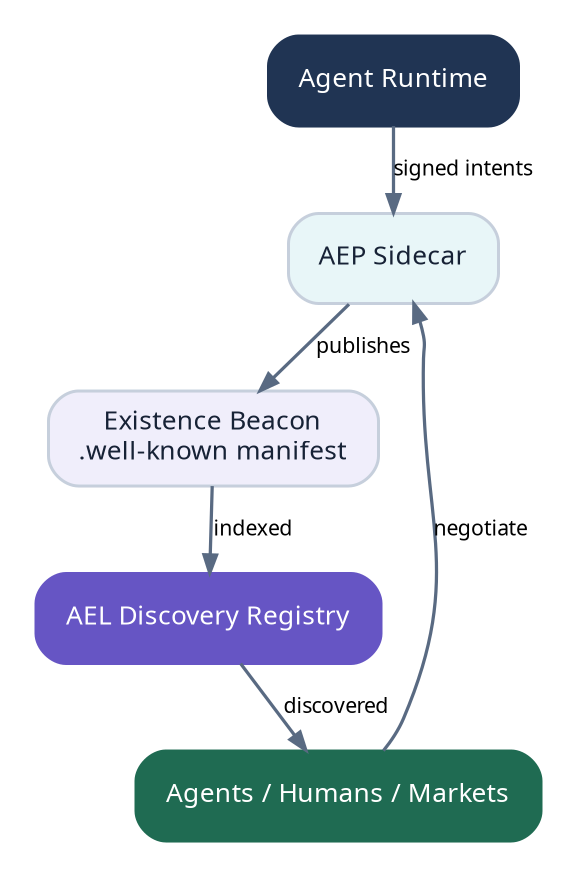 Agent Runtime
signed intents
AEP Sidecar
publishes
Existence Beacon
.well-known manifest
indexed
negotiate
AEL Discovery Registry
discovered
Agents / Humans / Markets